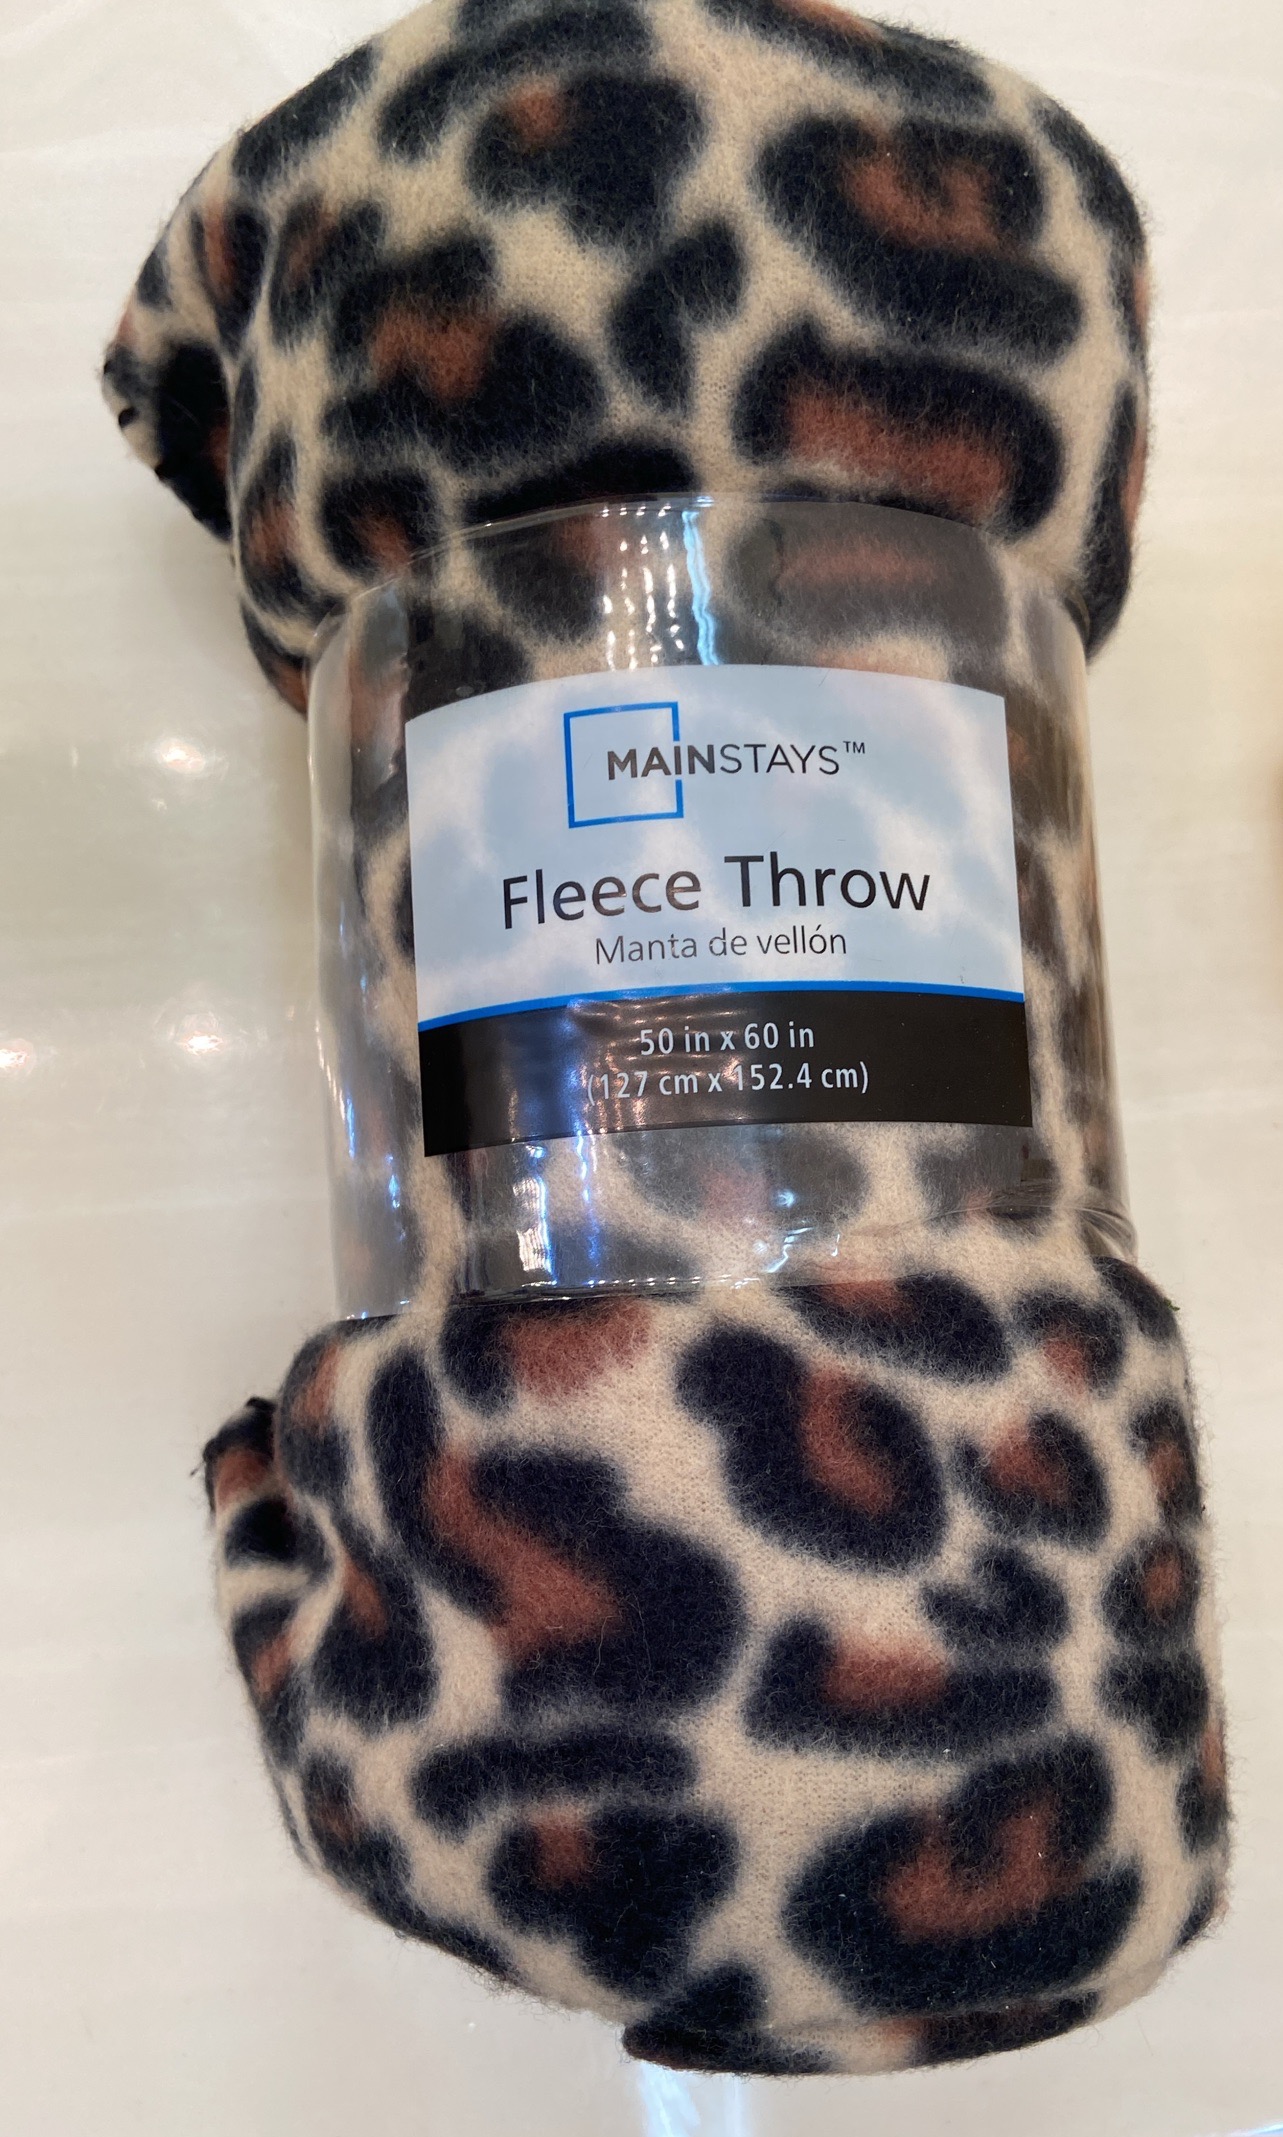 MAINSTAYS™
Fleece Throw
Manta de vellón
50 in x 60 in
(127 cm x 152.4 cm)